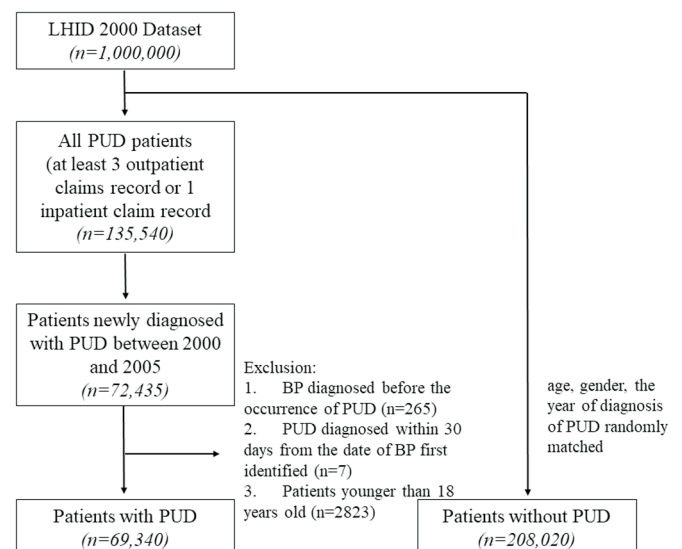 LHID 2000 Dataset
(n=1,000,000)
All PUD patients
(at least 3 outpatient
claims record or 1
inpatient claim record
(n=135,540)
Patients newly diagnosed
with PUD between 2000
and 2005
(n=72,435)
Exclusion:
1. BP diagnosed before the
occurrence of PUD (n=265)
2. PUD diagnosed within 30
days from the date of BP first
identified (n=7)
3. Patients younger than 18
years old (n=2823)
age, gender, the
year of diagnosis
of PUD randomly
matched
Patients with PUD
(n=69,340)
Patients without PUD
(n=208,020)